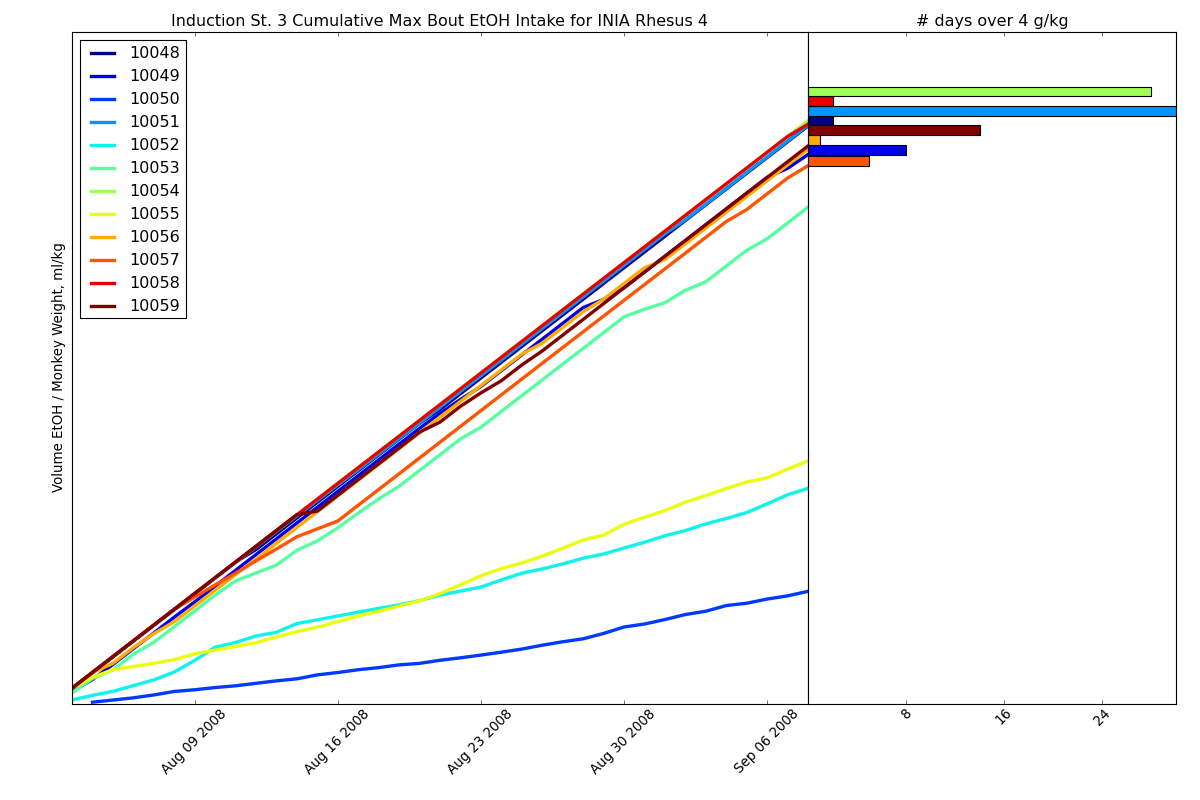 Induction St. 3 Cumulative Max Bout EtOH Intake for INIA Rhesus 4
# days over 4 g/kg
10048
10049
10050
10051
10052
10053
10054
10055
10056
10057
10058
10059
Volume EtOH / Monkey Weight, ml/kg
Aug 09 2008
Aug 16 2008
Aug 23 2008
Aug 30 2008
Sep 06 2008
8
16
24